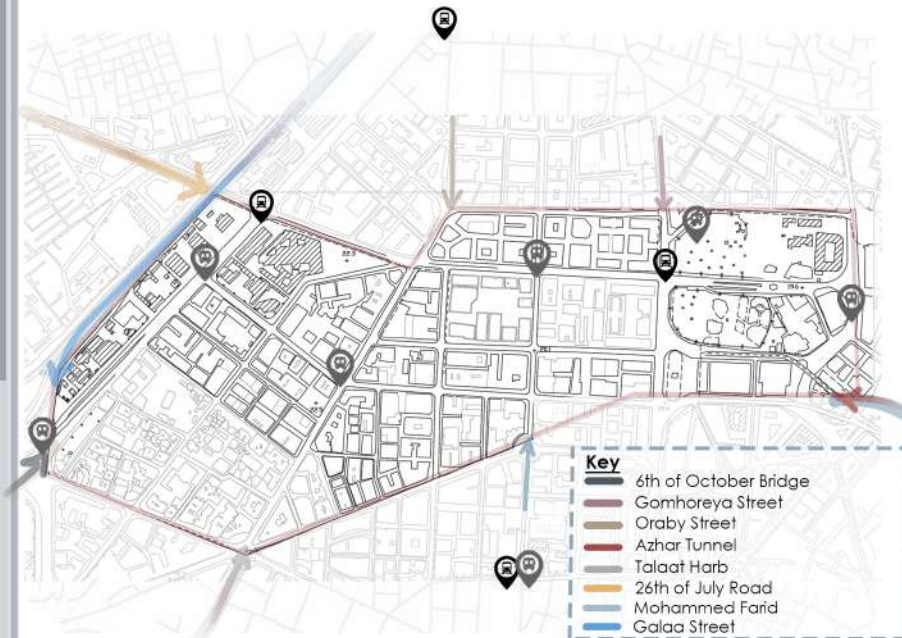 Key
6th of October Bridge
Gomhoreya Street
Oraby Street
Azhar Tunnel
Talaat Harb
26th of July Road
Mohammed Farid
Galaa Street